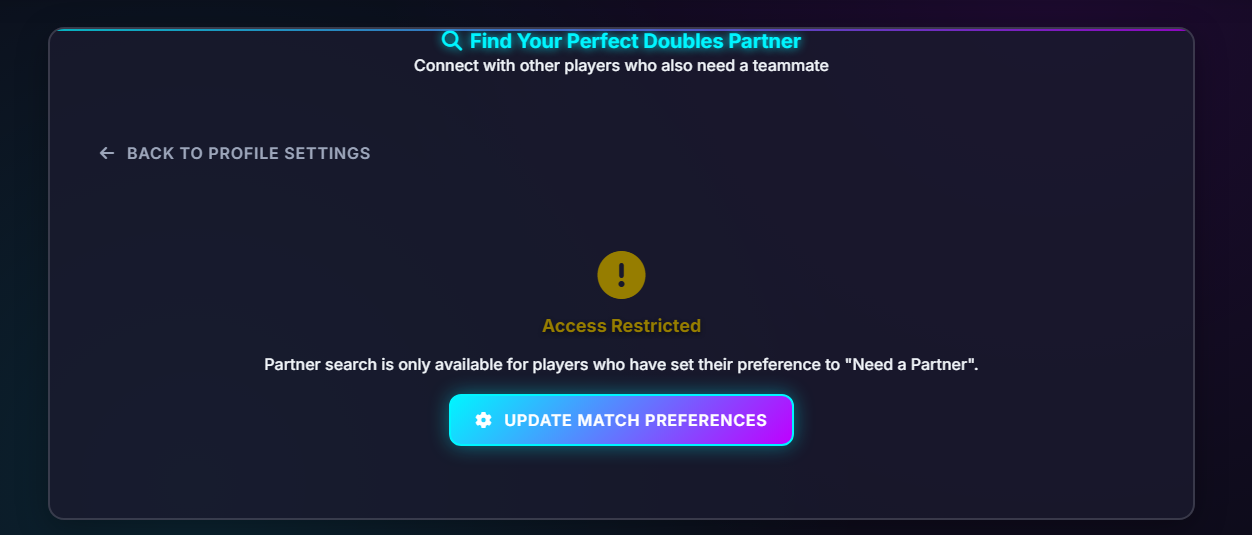 Find Your Perfect Doubles Partner
Connect with other players who also need a teammate
BACK TO PROFILE SETTINGS
Access Restricted
Partner search is only available for players who have set their preference to "Need a Partner".
UPDATE MATCH PREFERENCES